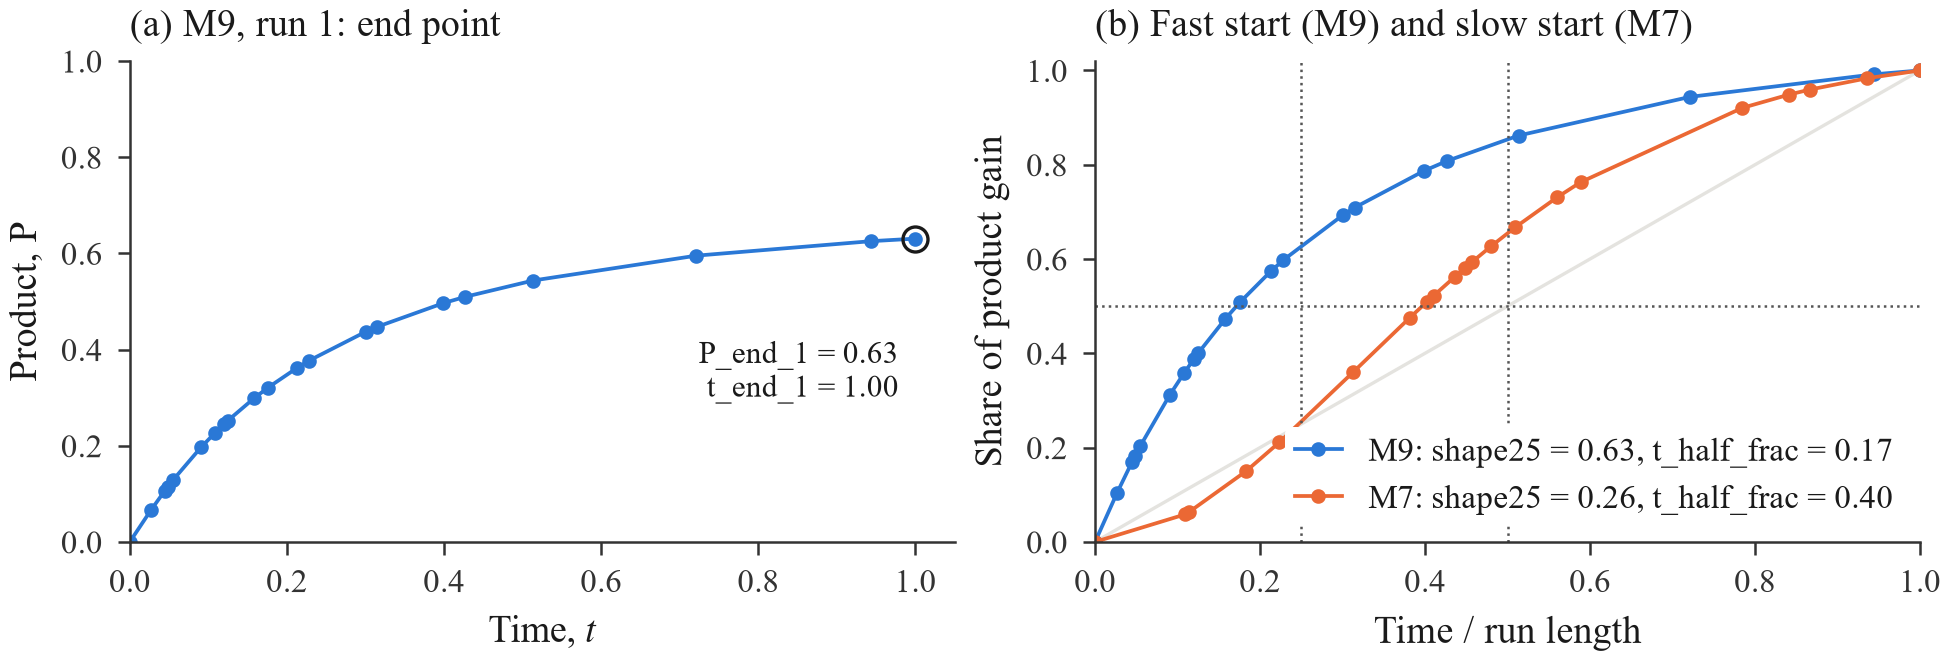 (a) M9, run 1: end point
Product, P
1.0
0.8
0.6
0.4
0.2
0.0
P_end_1 = 0.63
t_end_1 = 1.00
0.0 0.2 0.4 0.6 0.8 1.0
Time, t
(b) Fast start (M9) and slow start (M7)
Share of product gain
1.0
0.8
0.6
0.4
0.2
0.0
M9: shape25 = 0.63, t_half_frac = 0.17
M7: shape25 = 0.26, t_half_frac = 0.40
0.0 0.2 0.4 0.6 0.8 1.0
Time / run length